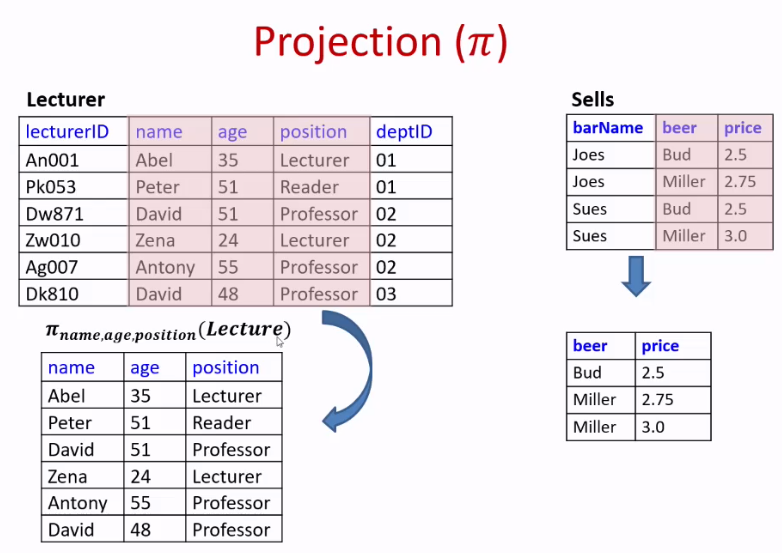 Projection (π)
Lecturer
lecturerID name age position deptID
An001 Abel 35 Lecturer 01
Pk053 Peter 51 Reader 01
Dw871 David 51 Professor 02
Zw010 Zena 24 Lecturer 02
Ag007 Antony 55 Professor 02
Dk810 David 48 Professor 03
π name,age,position(Lecture)
name age position
Abel 35 Lecturer
Peter 51 Reader
David 51 Professor
Zena 24 Lecturer
Antony 55 Professor
David 48 Professor
Sells
barName beer price
Joes Bud 2.5
Joes Miller 2.75
Sues Bud 2.5
Sues Miller 3.0
beer price
Bud 2.5
Miller 2.75
Miller 3.0